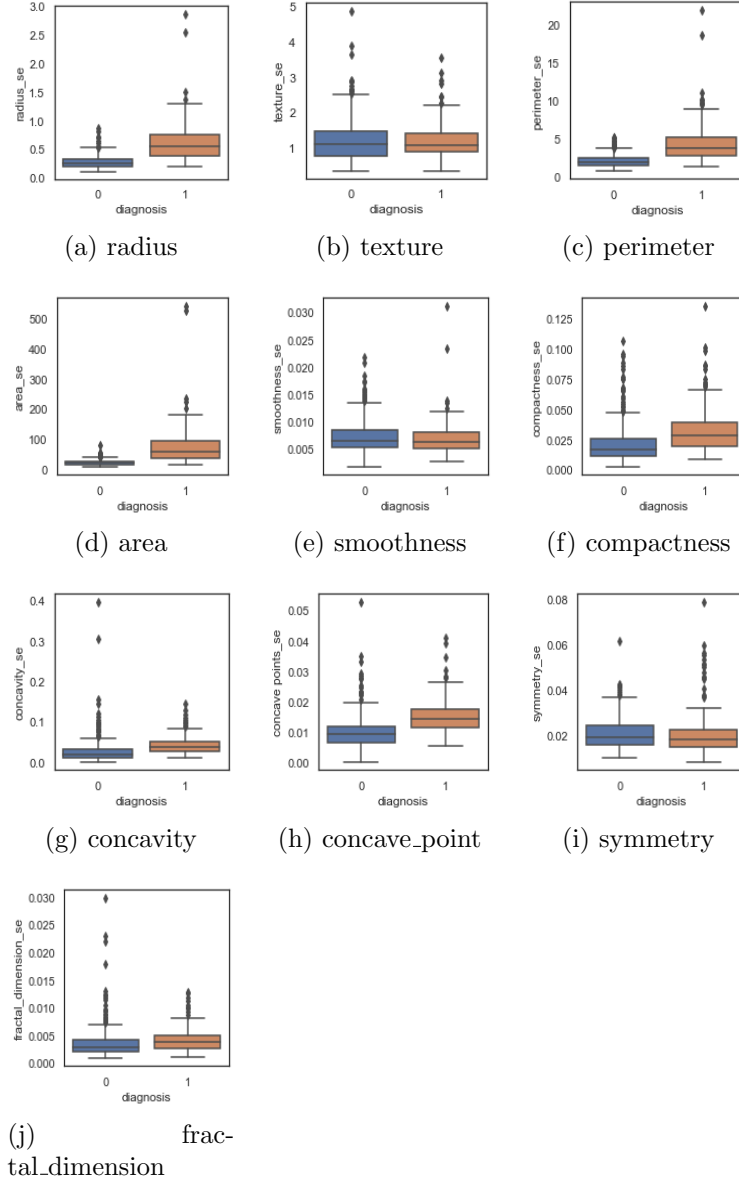 3.0
2.5
2.0
1.5
1.0
0.5
0.0
radius_se
0 1
diagnosis
(a) radius
5
4
3
2
1
texture_se
0 1
diagnosis
(b) texture
20
15
10
5
0
perimeter_se
0 1
diagnosis
(c) perimeter
500
400
300
200
100
0
area_se
0 1
diagnosis
(d) area
0.030
0.025
0.020
0.015
0.010
0.005
smoothness_se
0 1
diagnosis
(e) smoothness
0.125
0.100
0.075
0.050
0.025
0.000
compactness_se
0 1
diagnosis
(f) compactness
0.4
0.3
0.2
0.1
0.0
concavity_se
0 1
diagnosis
(g) concavity
0.05
0.04
0.03
0.02
0.01
0.00
concave points_se
0 1
diagnosis
(h) concave_point
0.08
0.06
0.04
0.02
symmetry_se
0 1
diagnosis
(i) symmetry
0.030
0.025
0.020
0.015
0.010
0.005
0.000
fractal_dimension_se
0 1
diagnosis
(j) frac-
tal_dimension